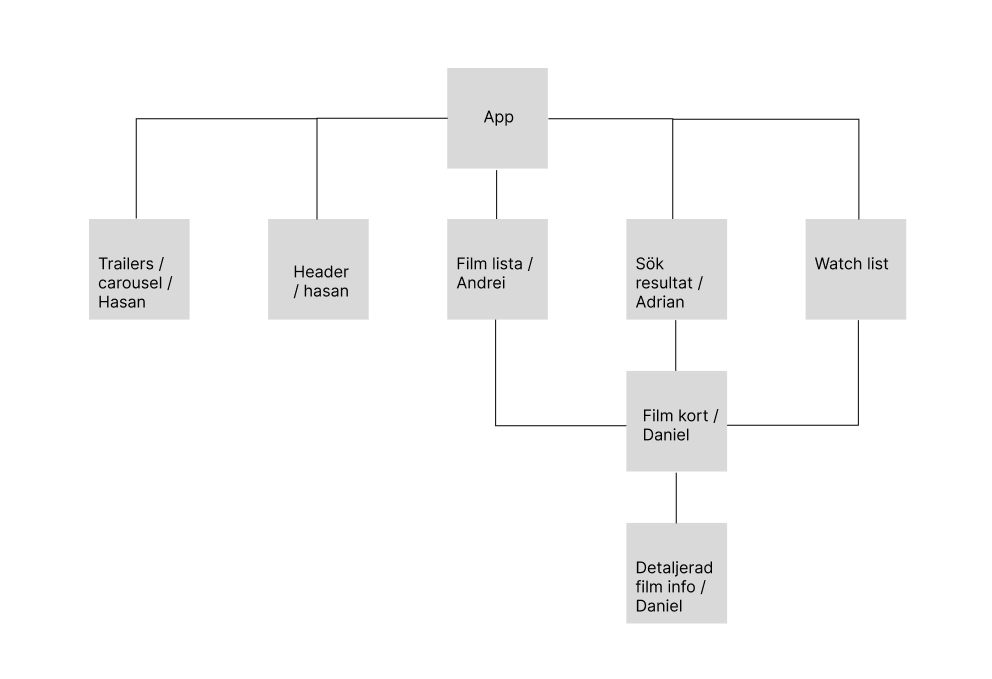 App
Trailers /
carousel /
Hasan
Header
/ hasan
Film lista /
Andrei
Sök
resultat /
Adrian
Watch list
Film kort /
Daniel
Detaljerad
film info /
Daniel